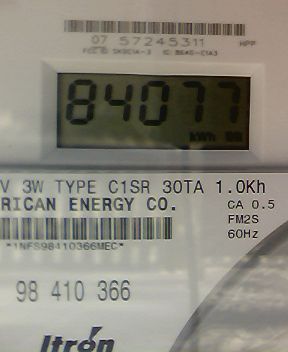 07 57245311 HPP
84077
kWh
V 3W TYPE C1SR 30TA 1.0Kh
RICAN ENERGY CO. CA 0.5
FM2S
*1NFS98410366MEC* 60Hz
98 410 366
Itron